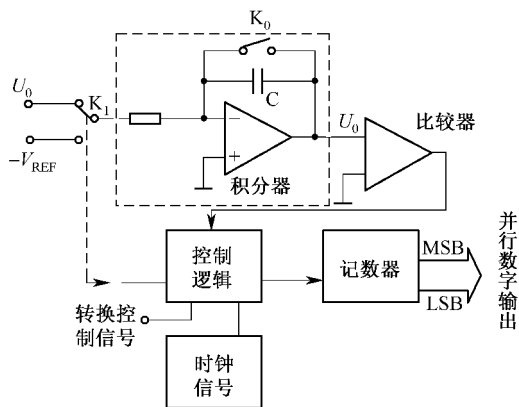 K₀
U₀
K₁
C
−
+
−V_REF
积分器
U₀
比较器
控制
逻辑
记数器
MSB
LSB
并行数字输出
转换控
制信号
时钟
信号